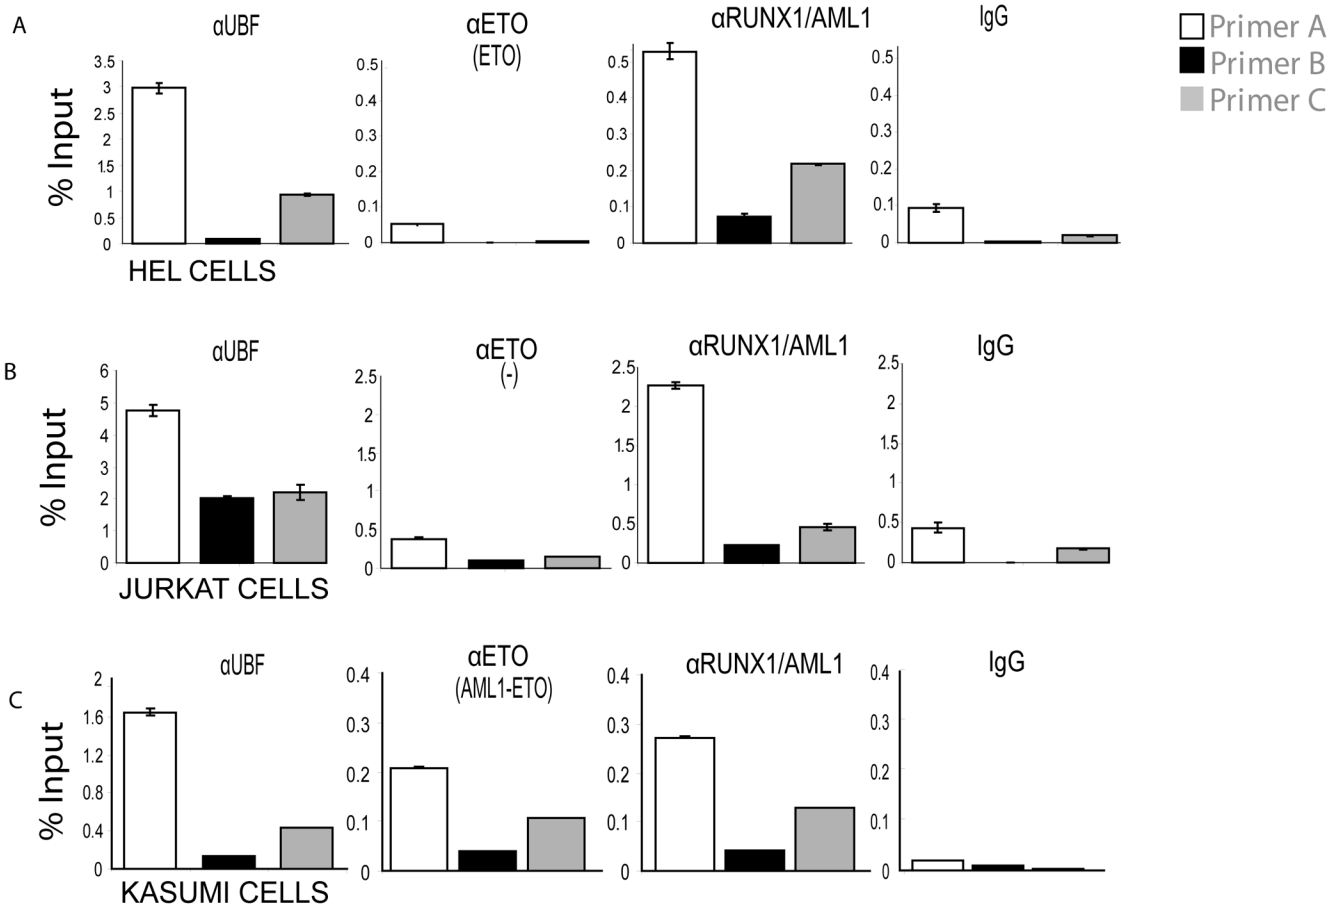 A
αUBF
αETO
(ETO)
αRUNX1/AML1
IgG
Primer A
Primer B
Primer C
% Input
3.5
3
2.5
2
1.5
1
0.5
0
0.5
0.4
0.3
0.2
0.1
0
0.5
0.4
0.3
0.2
0.1
0
0.5
0.4
0.3
0.2
0.1
0
HEL CELLS
B
αUBF
αETO
(-)
αRUNX1/AML1
IgG
% Input
6
5
4
3
2
1
0
2.5
2
1.5
1
0.5
0
2.5
2
1.5
1
0.5
0
2.5
2
1.5
1
0.5
0
JURKAT CELLS
C
αUBF
αETO
(AML1-ETO)
αRUNX1/AML1
IgG
% Input
2
1.6
1.2
0.8
0.4
0
0.4
0.3
0.2
0.1
0
0.4
0.3
0.2
0.1
0
0.4
0.3
0.2
0.1
0
KASUMI CELLS